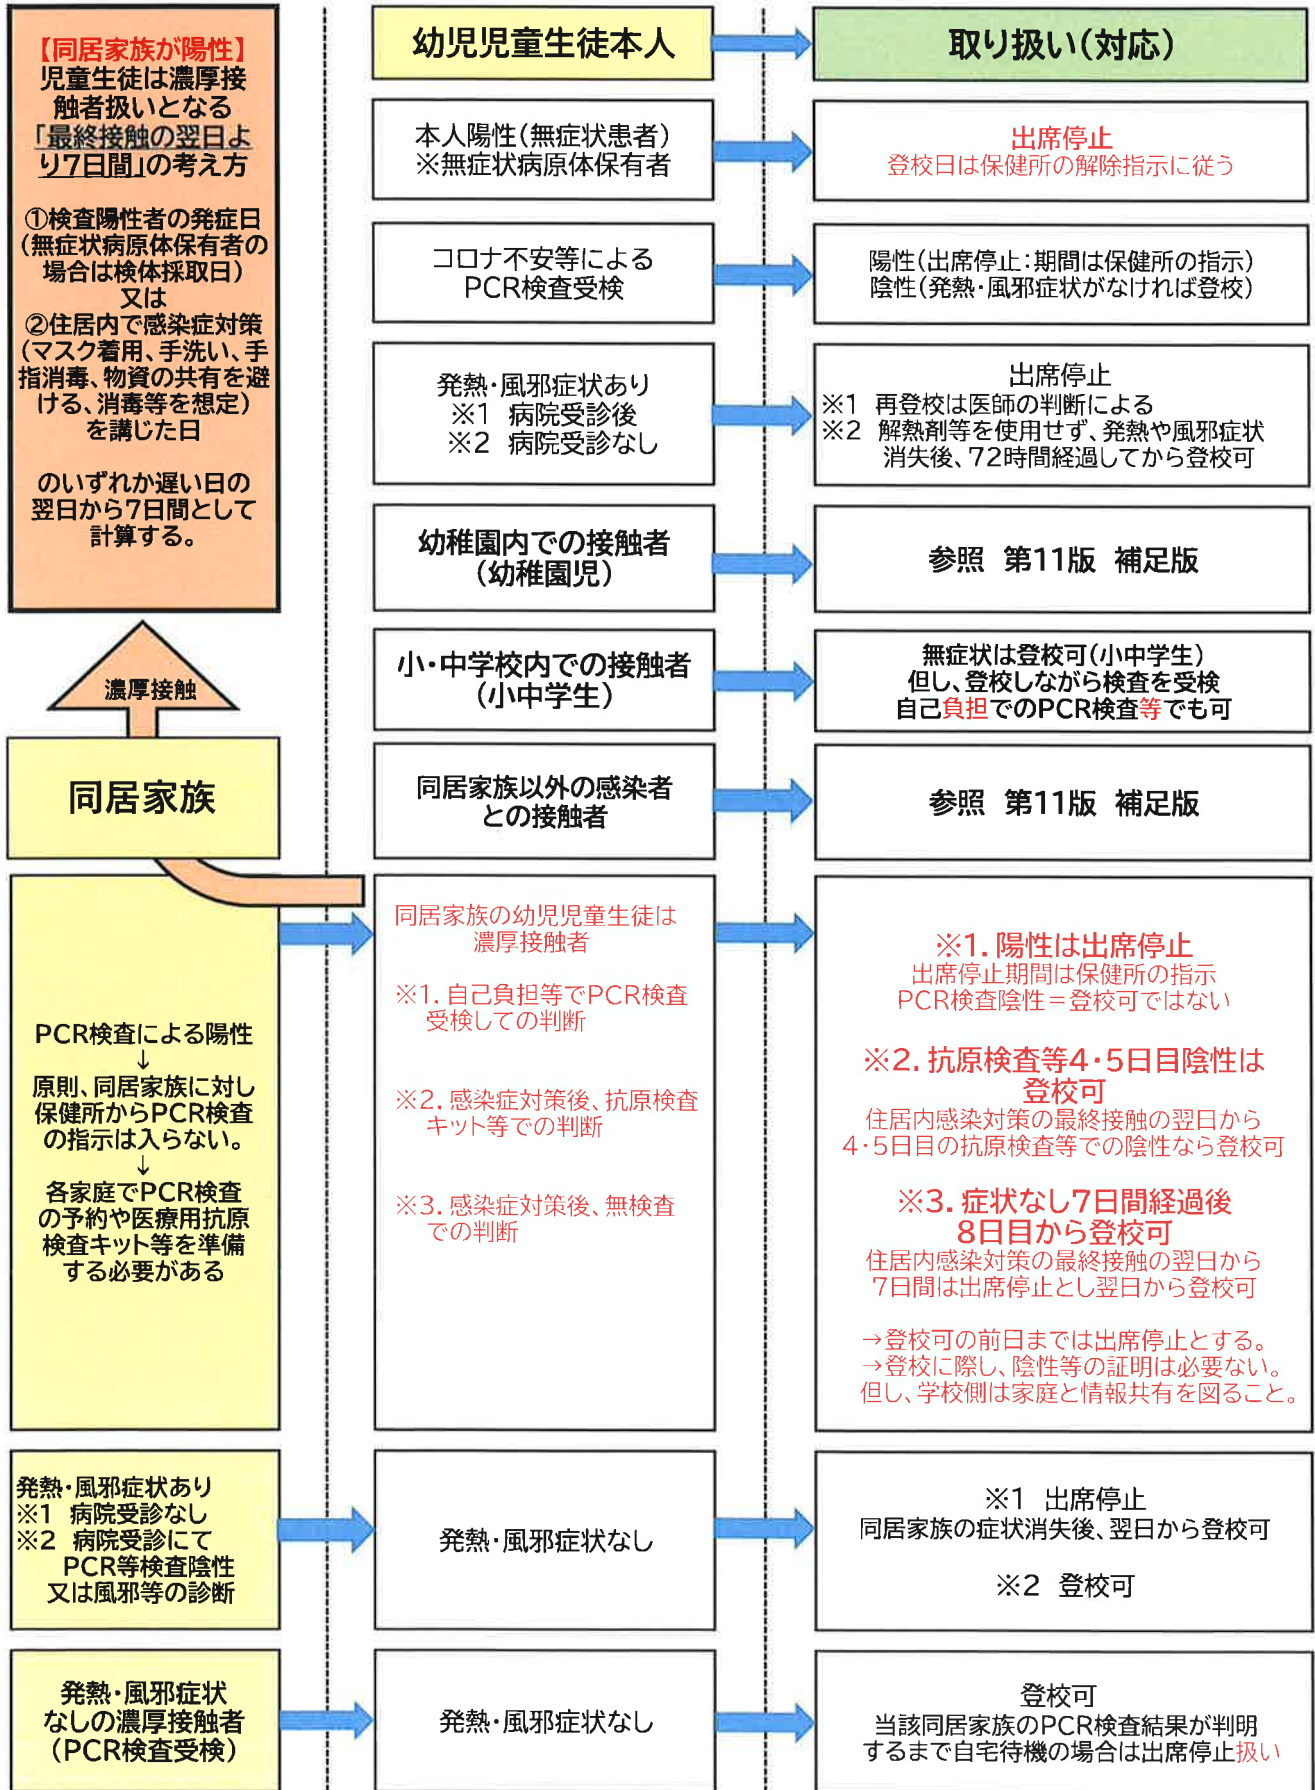 【同居家族が陽性】
児童生徒は濃厚接
触者扱いとなる
「最終接触の翌日よ
り7日間」の考え方
①検査陽性者の発症日
(無症状病原体保有者の
場合は検体採取日)
又は
②住居内で感染症対策
(マスク着用、手洗い、手
指消毒、物資の共有を避
ける、消毒等を想定)
を講じた日
のいずれか遅い日の
翌日から7日間として
計算する。
濃厚接触
同居家族
幼児児童生徒本人
取り扱い(対応)
本人陽性(無症状患者)
※無症状病原体保有者
出席停止
登校日は保健所の解除指示に従う
コロナ不安等による
PCR検査受検
陽性(出席停止:期間は保健所の指示)
陰性(発熱・風邪症状がなければ登校)
発熱・風邪症状あり
※1 病院受診後
※2 病院受診なし
出席停止
※1 再登校は医師の判断による
※2 解熱剤等を使用せず、発熱や風邪症状
消失後、72時間経過してから登校可
幼稚園内での接触者
(幼稚園児)
参照 第11版 補足版
小・中学校内での接触者
(小中学生)
無症状は登校可(小中学生)
但し、登校しながら検査を受検
自己負担でのPCR検査等でも可
同居家族以外の感染者
との接触者
参照 第11版 補足版
PCR検査による陽性
↓
原則、同居家族に対し
保健所からPCR検査
の指示は入らない。
↓
各家庭でPCR検査
の予約や医療用抗原
検査キット等を準備
する必要がある
同居家族の幼児児童生徒は
濃厚接触者
※1.自己負担等でPCR検査
受検しての判断
※2.感染症対策後、抗原検査
キット等での判断
※3.感染症対策後、無検査
での判断
※1.陽性は出席停止
出席停止期間は保健所の指示
PCR検査陰性=登校可ではない
※2.抗原検査等4・5日目陰性は
登校可
住居内感染対策の最終接触の翌日から
4・5日目の抗原検査等での陰性なら登校可
※3.症状なし7日間経過後
8日目から登校可
住居内感染対策の最終接触の翌日から
7日間は出席停止とし翌日から登校可
→登校可の前日までは出席停止とする。
→登校に際し、陰性等の証明は必要ない。
但し、学校側は家庭と情報共有を図ること。
発熱・風邪症状あり
※1 病院受診なし
※2 病院受診にて
PCR等検査陰性
又は風邪等の診断
発熱・風邪症状なし
※1 出席停止
同居家族の症状消失後、翌日から登校可
※2 登校可
発熱・風邪症状
なしの濃厚接触者
(PCR検査受検)
発熱・風邪症状なし
登校可
当該同居家族のPCR検査結果が判明
するまで自宅待機の場合は出席停止扱い